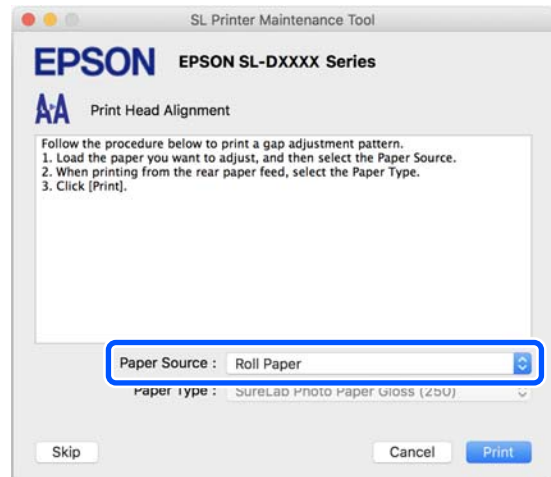 SL Printer Maintenance Tool
EPSON EPSON SL-DXXXX Series
A A Print Head Alignment
Follow the procedure below to print a gap adjustment pattern.
1. Load the paper you want to adjust, and then select the Paper Source.
2. When printing from the rear paper feed, select the Paper Type.
3. Click [Print].
Paper Source : Roll Paper
Paper Type : SureLab Photo Paper Gloss (250)
Skip Cancel Print